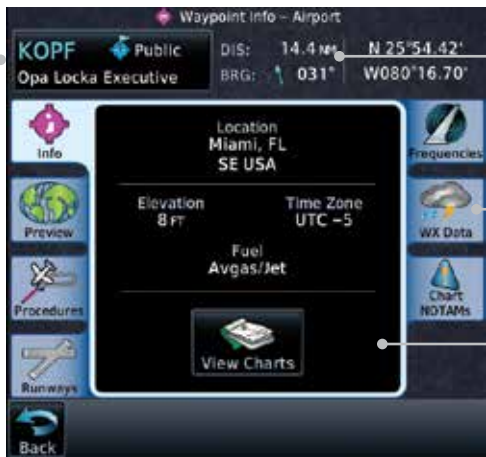 Waypoint Info – Airport
KOPF Public
Opa Locka Executive
DIS: 14.4 NM
BRG: 031°
N 25°54.42'
W080°16.70'
Info
Preview
Procedures
Runways
Location
Miami, FL
SE USA
Elevation
8 FT
Time Zone
UTC –5
Fuel
Avgas/Jet
View Charts
Frequencies
WX Data
Chart
NOTAMs
Back